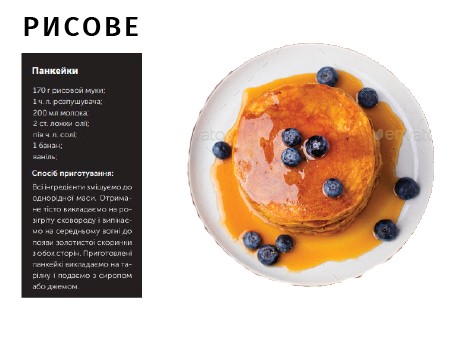 РИСОВЕ
Панкейки
170 г рисовой муки;
1 ч. л. розпушувача;
200 мл молока;
2 ст. ложки олії;
пів ч. л. солі;
1 банан;
ваніль;
Спосіб приготування:
Всі інгредієнти змішуємо до
однорідної маси. Отрима-
не тісто викладаємо на ро-
зігріту сковороду і випікає-
мо на середньому вогні до
появи золотистої скоринки
з обох сторін. Приготовлені
панкейкі викладаємо на та-
рілку і подаємо з сиропом
або джемом.